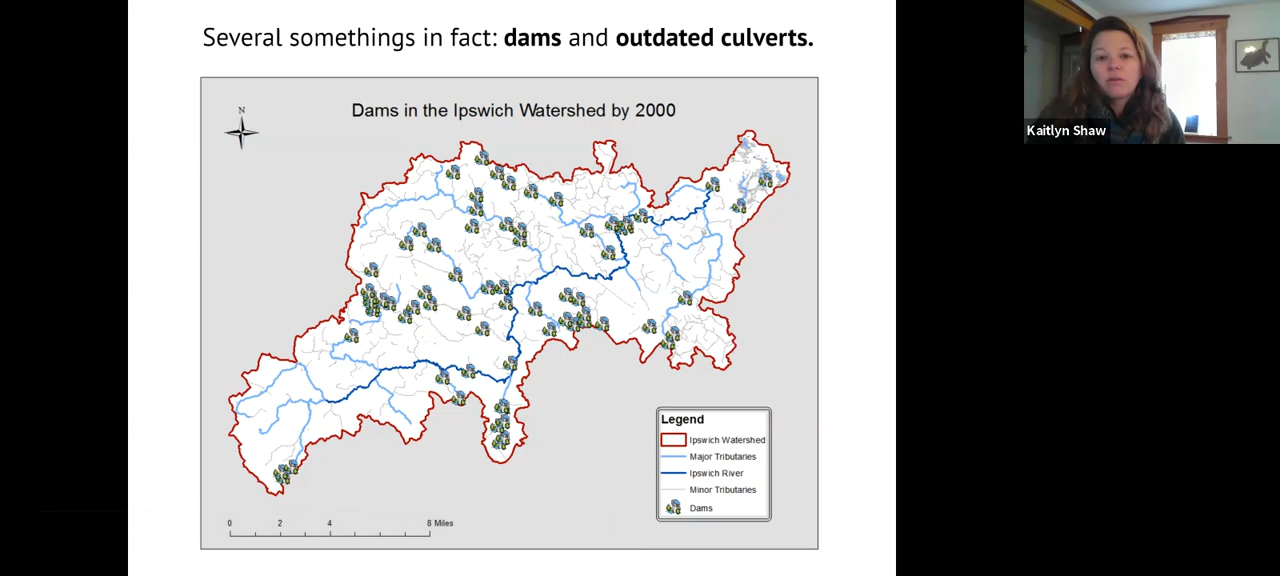 Several somethings in fact: dams and outdated culverts.
Kaitlyn Shaw
Dams in the Ipswich Watershed by 2000
N
Legend
Ipswich Watershed
Major Tributaries
Ipswich River
Minor Tributaries
Dams
0 2 4 8 Miles